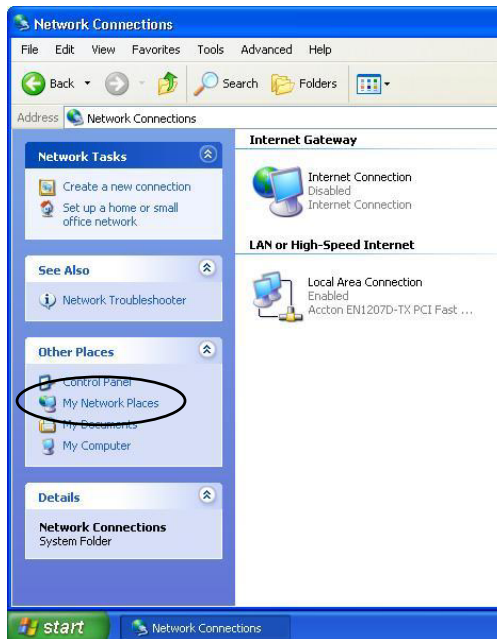 Network Connections
File Edit View Favorites Tools Advanced Help
Back Search Folders
Address Network Connections
Network Tasks
Create a new connection
Set up a home or small
office network
See Also
Network Troubleshooter
Other Places
Control Panel
My Network Places
My Documents
My Computer
Details
Network Connections
System Folder
Internet Gateway
Internet Connection
Disabled
Internet Connection
LAN or High-Speed Internet
Local Area Connection
Enabled
Accton EN1207D-TX PCI Fast ...
start Network Connections